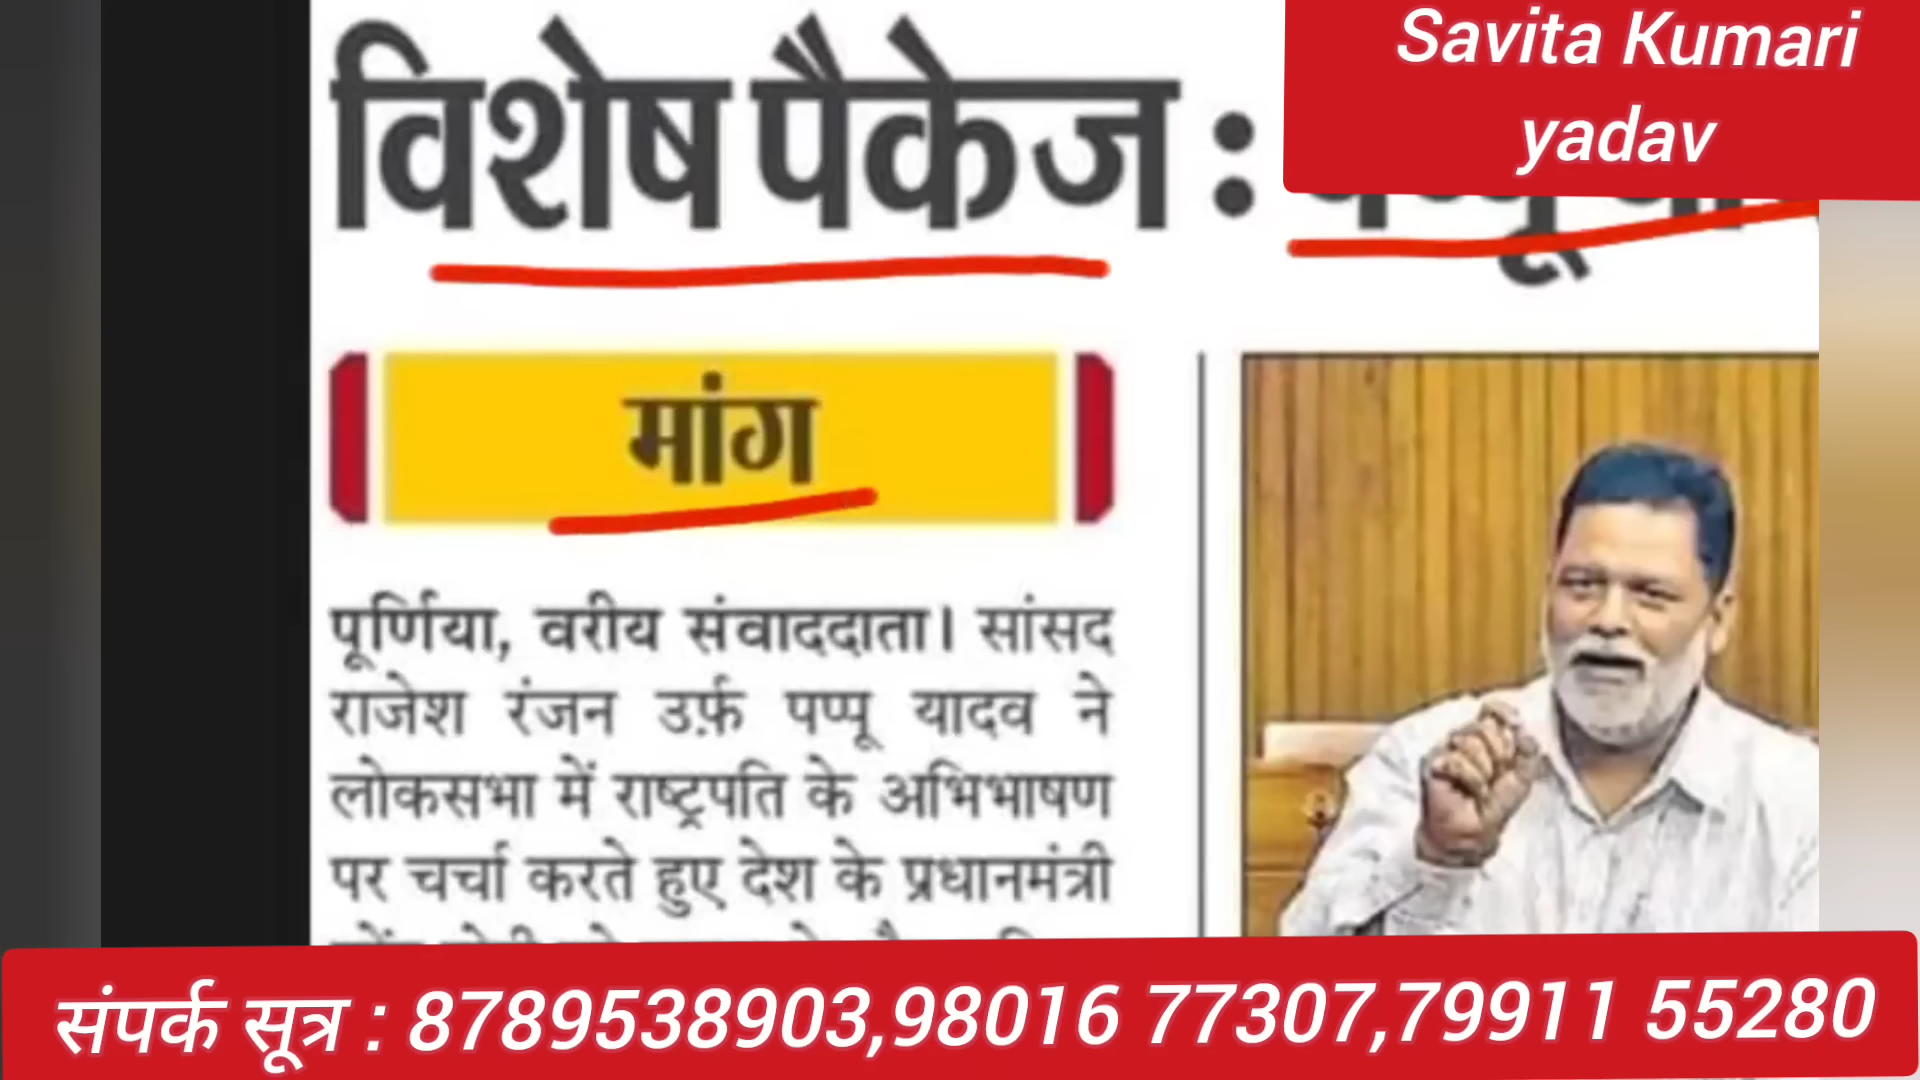 Savita Kumari
yadav
विशेष पैकेज :
मांग
पूर्णिया, वरीय संवाददाता। सांसद
राजेश रंजन उर्फ़ पप्पू यादव ने
लोकसभा में राष्ट्रपति के अभिभाषण
पर चर्चा करते हुए देश के प्रधानमंत्री
संपर्क सूत्र : 8789538903,98016 77307,79911 55280